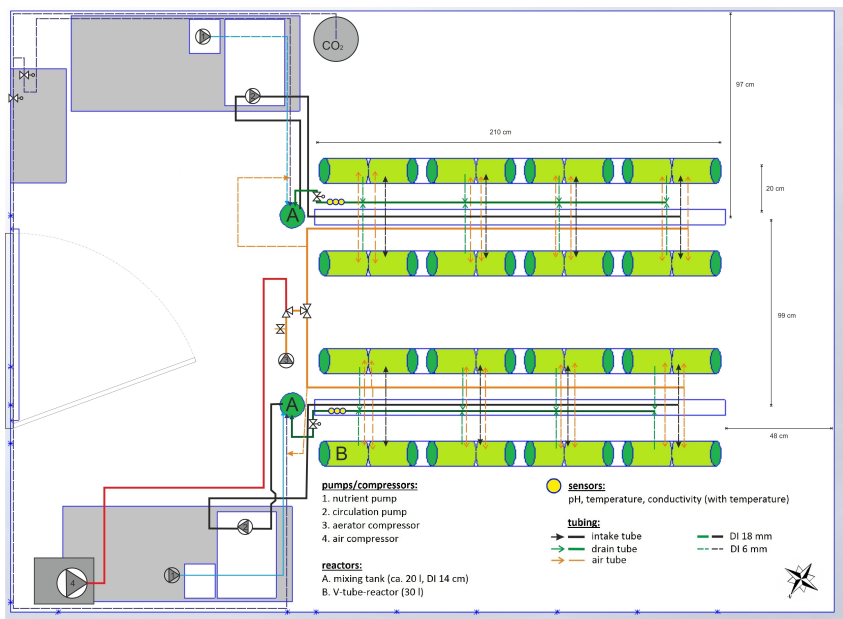 CO2
97 cm
210 cm
20 cm
A
99 cm
A
48 cm
B
pumps/compressors:
1. nutrient pump
2. circulation pump
3. aerator compressor
4. air compressor
reactors:
A. mixing tank (ca. 20 l, DI 14 cm)
B. V-tube-reactor (30 l)
sensors:
pH, temperature, conductivity (with temperature)
tubing:
intake tube
drain tube
air tube
DI 18 mm
DI 6 mm
4